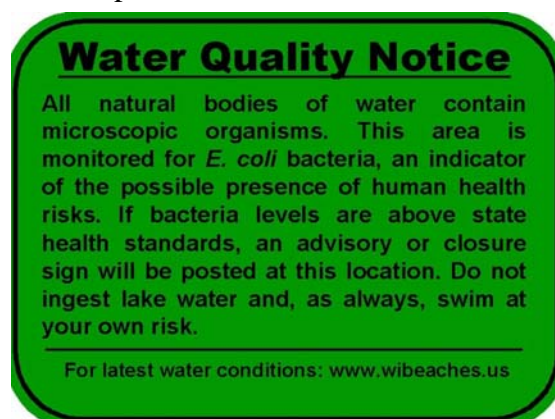 Water Quality Notice
All natural bodies of water contain
microscopic organisms. This area is
monitored for E. coli bacteria, an indicator
of the possible presence of human health
risks. If bacteria levels are above state
health standards, an advisory or closure
sign will be posted at this location. Do not
ingest lake water and, as always, swim at
your own risk.
For latest water conditions: www.wibeaches.us